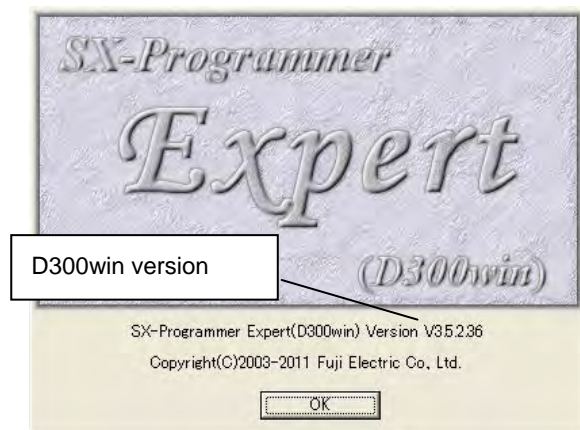 SX-Programmer
Expert
D300win version
(D300win)
SX-Programmer Expert(D300win) Version V3.5.2.36
Copyright(C)2003-2011 Fuji Electric Co., Ltd.
OK